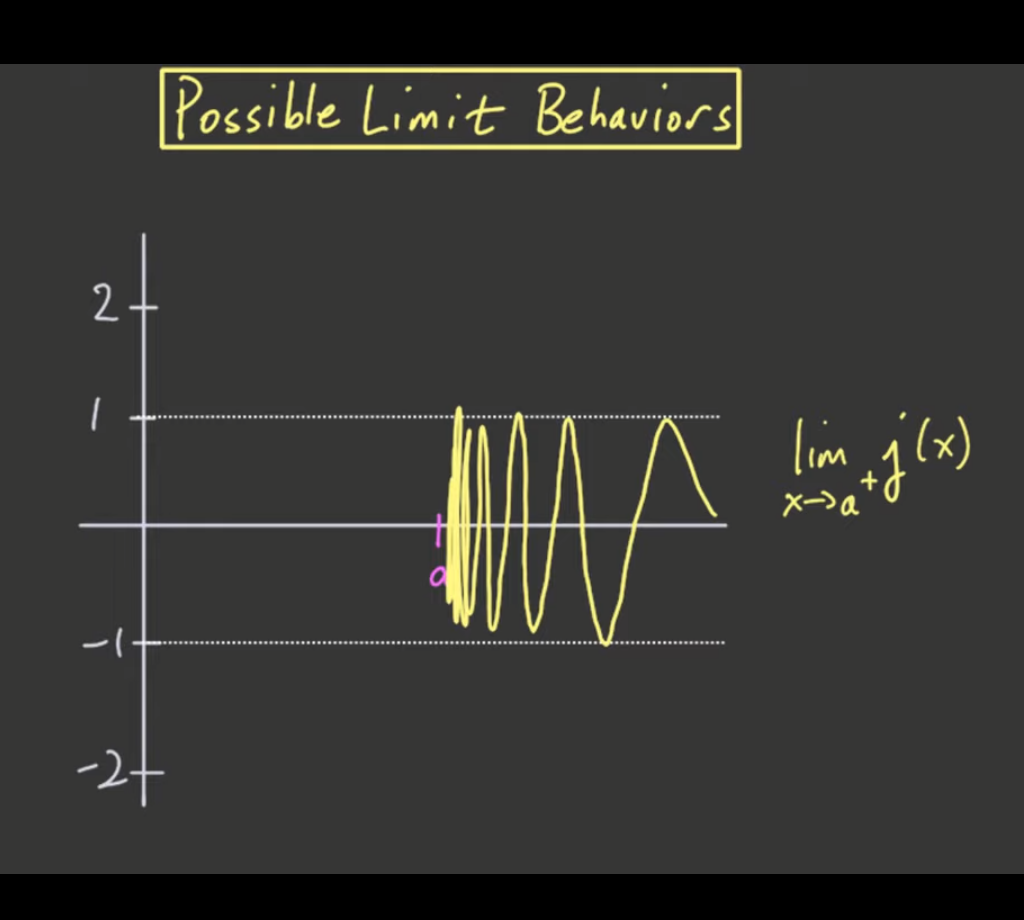 Possible Limit Behaviors
2
1
lim j(x)
x→a+
a
-1
-2